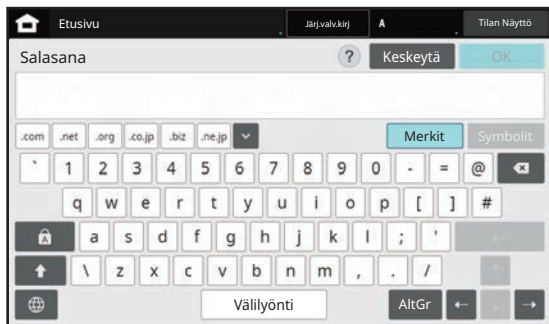 Etusivu Järj.valv.kirj A Tilan Näyttö
Salasana ? Keskeytä OK
.com .net .org .co.jp .biz .ne.jp Merkit Symbolit
` 1 2 3 4 5 6 7 8 9 0 - = @
q w e r t y u i o p [ ] #
A a s d f g h j k l ; '
\ z x c v b n m , . /
Välilyönti AltGr ← ↓ →